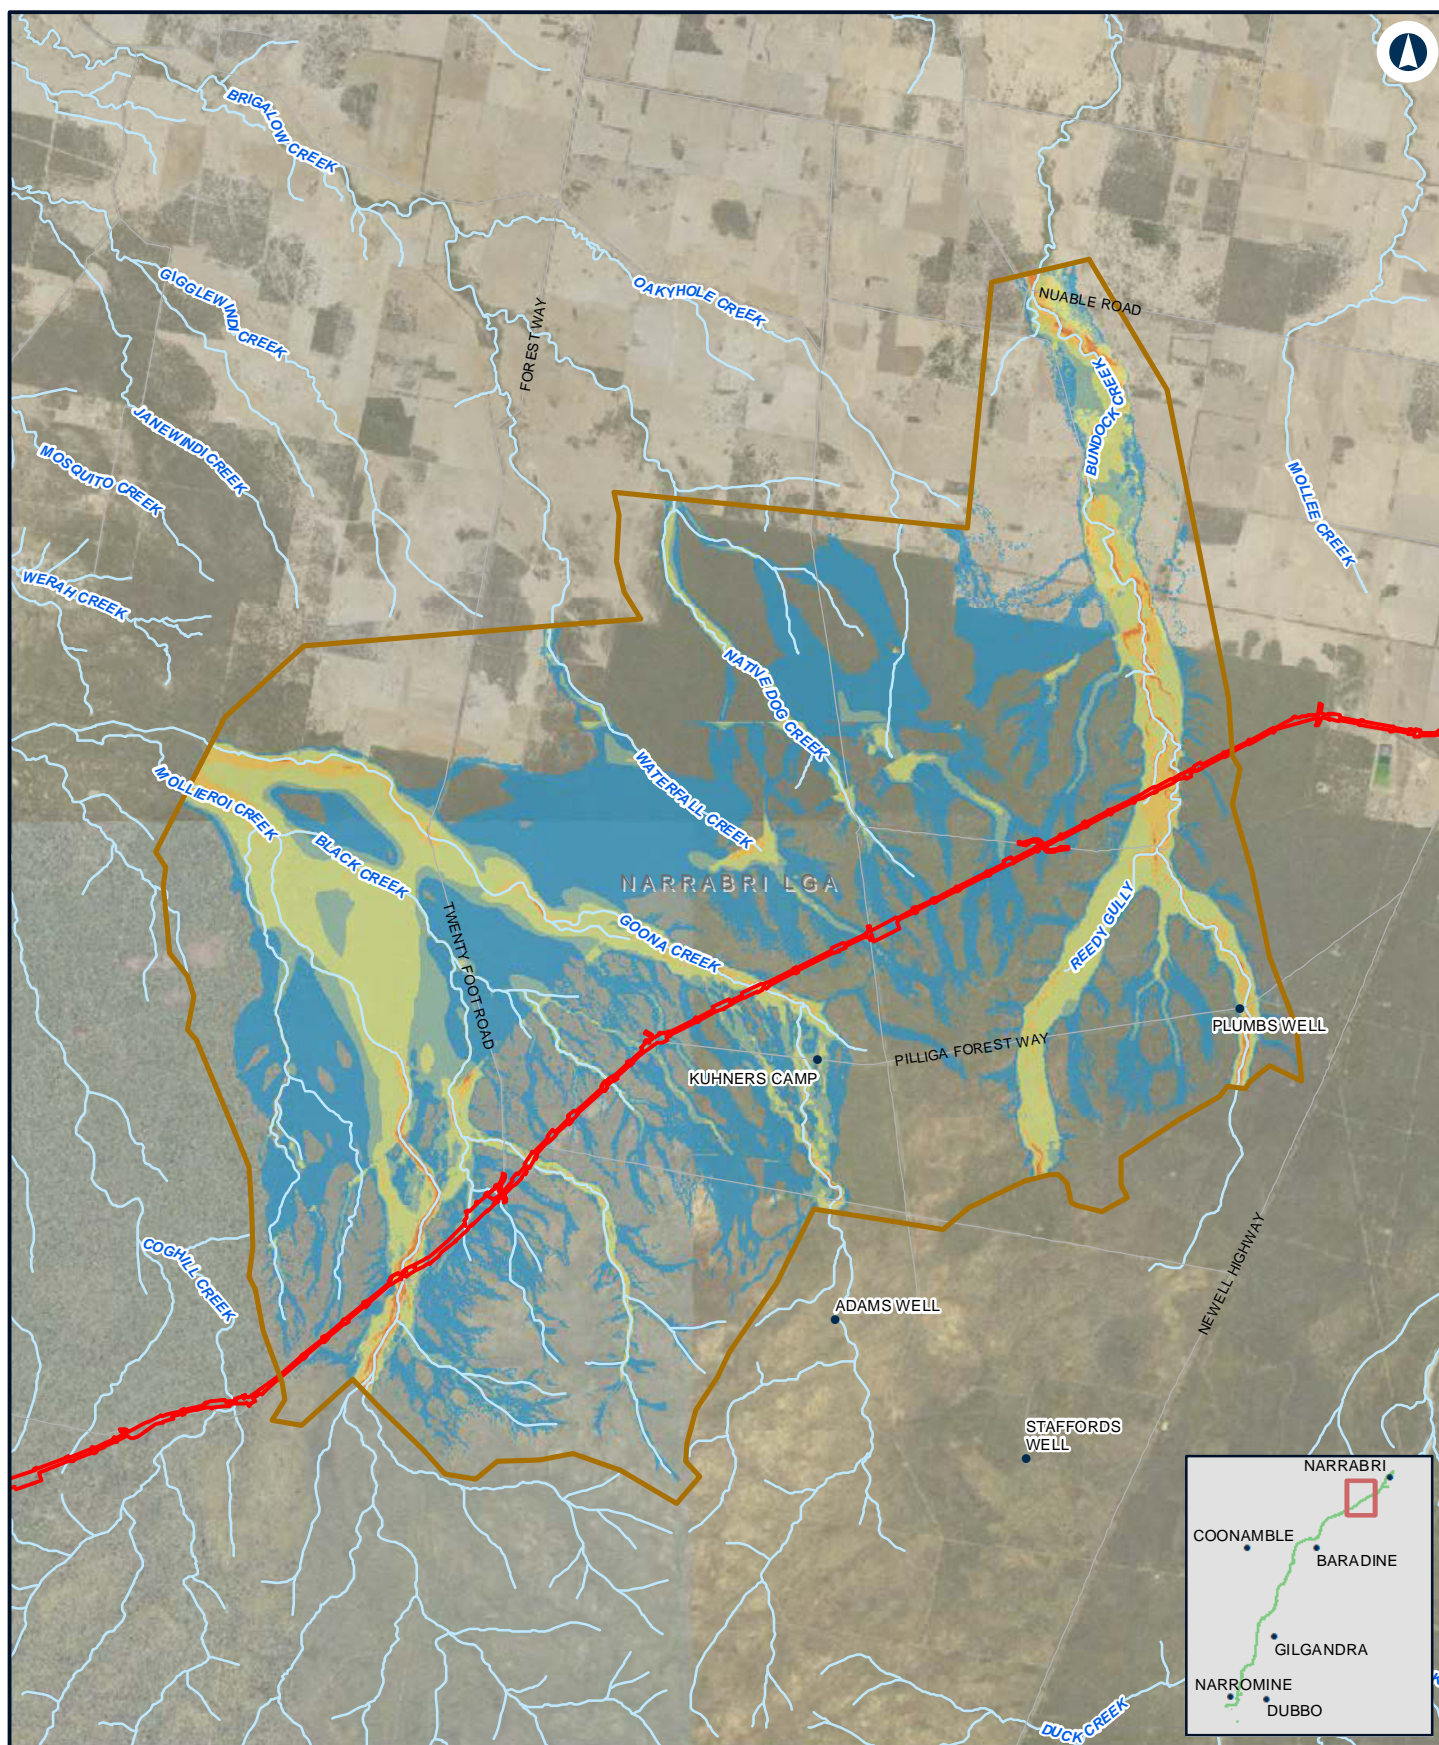 BRIGALOW CREEK
GIGGLEWINDI CREEK
OAKYHOLE CREEK
NUABLE ROAD
FOREST WAY
BUNDOCK CREEK
JANEWINDI CREEK
MOSQUITO CREEK
MOLLEE CREEK
WERAH CREEK
NATIVE DOG CREEK
MOLLIEROI CREEK
WATERFALL CREEK
BLACK CREEK
NARRABRI LGA
GOONA CREEK
TWENTY FOOT ROAD
REEDY GULLY
PLUMBS WELL
PILLIGA FOREST WAY
KUHNERS CAMP
COGHILL CREEK
NEWELL HIGHWAY
ADAMS WELL
STAFFORDS
WELL
DUCK CREEK
NARRABRI
COONAMBLE
BARADINE
GILGANDRA
NARROMINE
DUBBO